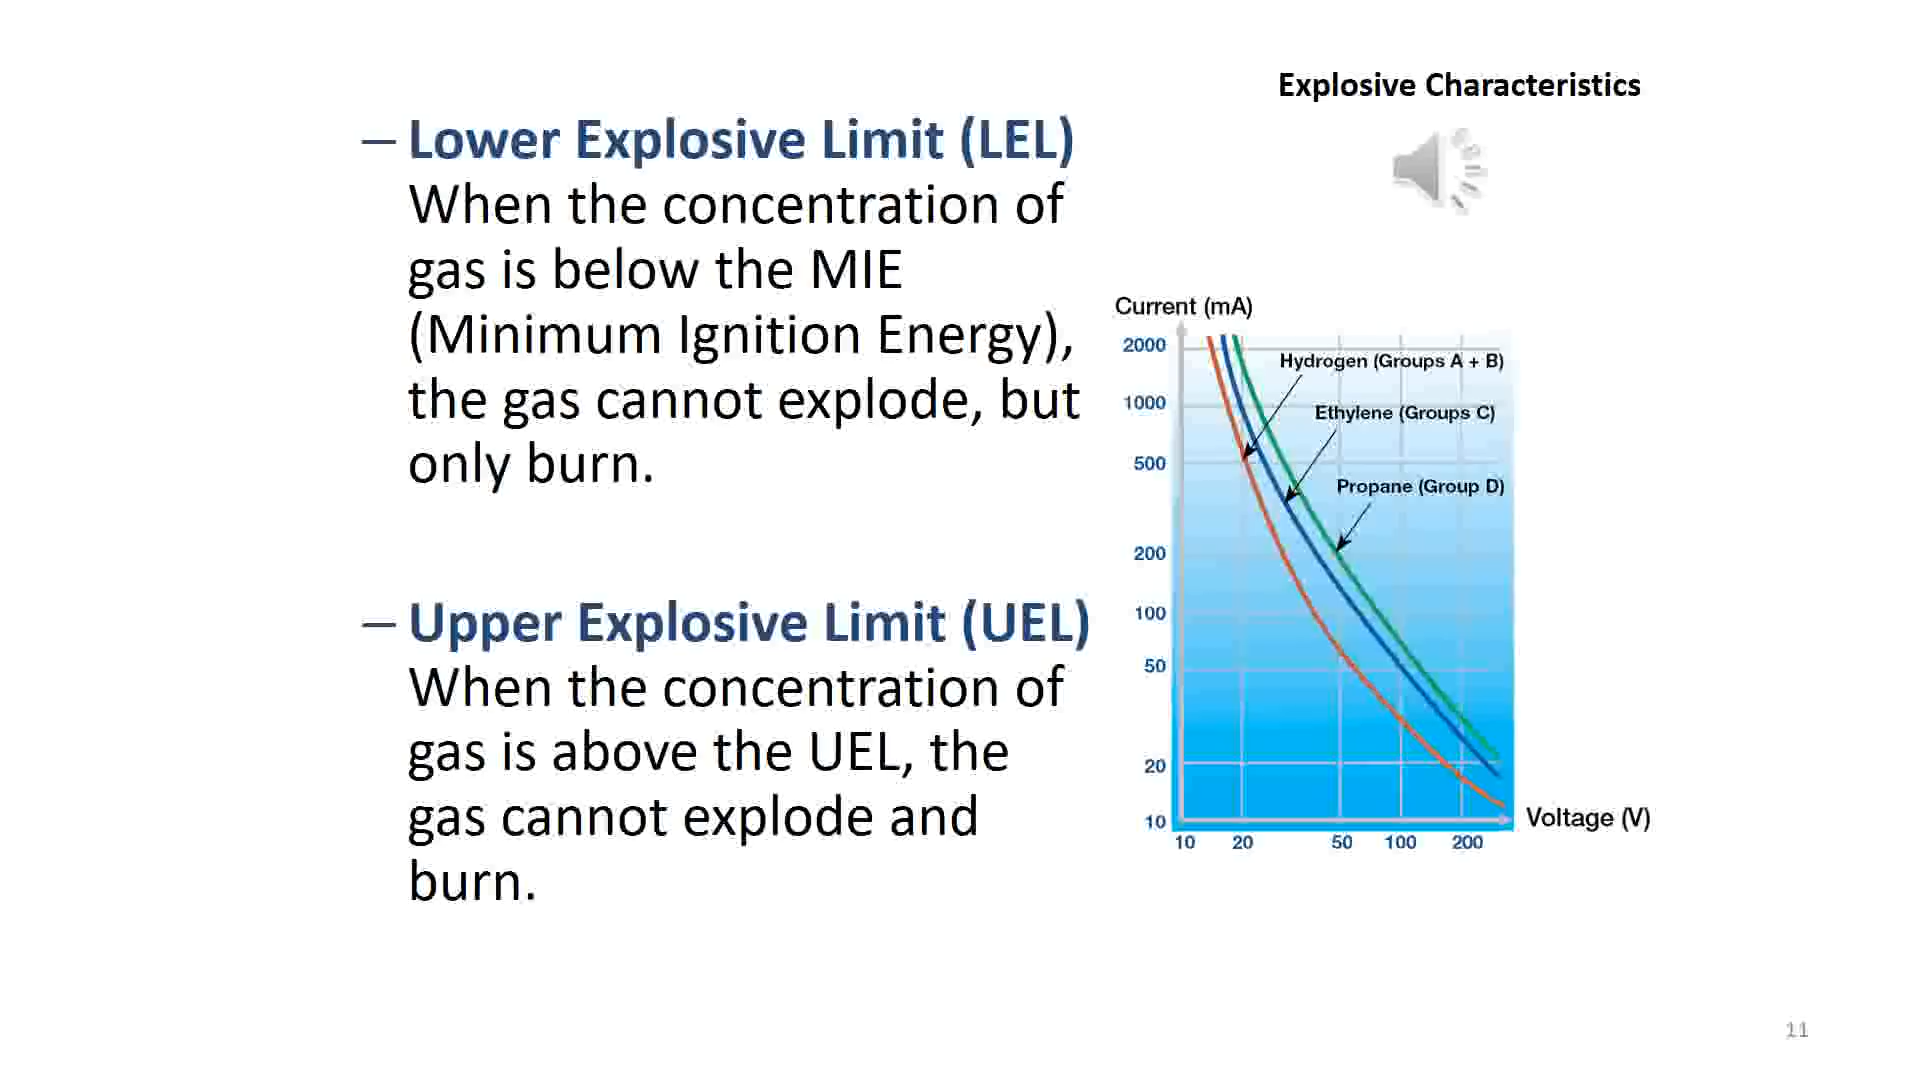 Explosive Characteristics
– Lower Explosive Limit (LEL)
When the concentration of
gas is below the MIE
(Minimum Ignition Energy),
the gas cannot explode, but
only burn.
– Upper Explosive Limit (UEL)
When the concentration of
gas is above the UEL, the
gas cannot explode and
burn.
Current (mA)
2000
1000
500
200
100
50
20
10
Hydrogen (Groups A + B)
Ethylene (Groups C)
Propane (Group D)
10 20 50 100 200
Voltage (V)
11